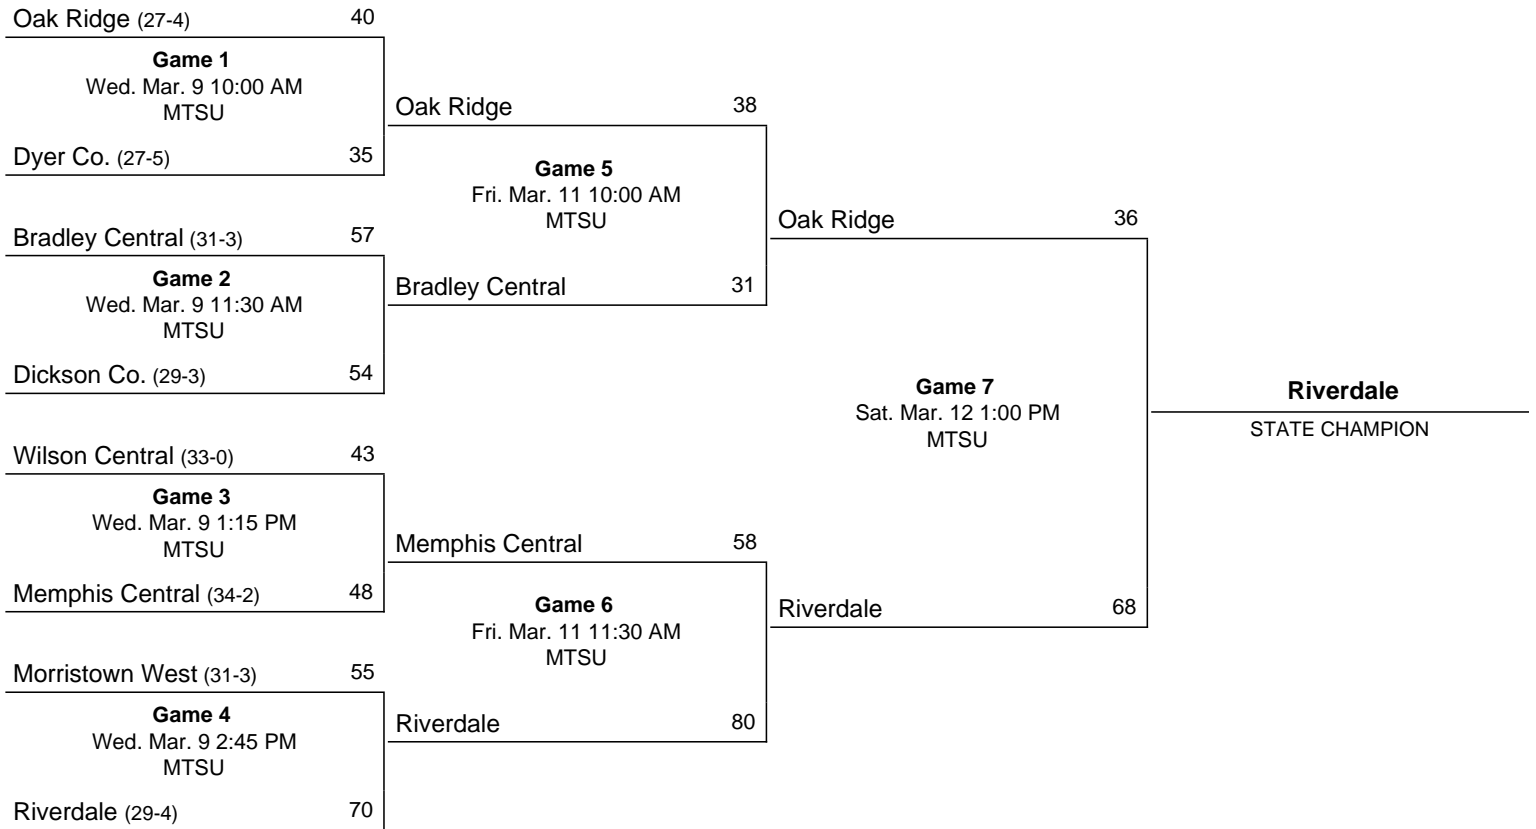 Oak Ridge (27-4) 40
Game 1
Wed. Mar. 9 10:00 AM
MTSU
Dyer Co. (27-5) 35
Bradley Central (31-3) 57
Game 2
Wed. Mar. 9 11:30 AM
MTSU
Dickson Co. (29-3) 54
Wilson Central (33-0) 43
Game 3
Wed. Mar. 9 1:15 PM
MTSU
Memphis Central (34-2) 48
Morristown West (31-3) 55
Game 4
Wed. Mar. 9 2:45 PM
MTSU
Riverdale (29-4) 70
Oak Ridge 38
Game 5
Fri. Mar. 11 10:00 AM
MTSU
Bradley Central 31
Memphis Central 58
Game 6
Fri. Mar. 11 11:30 AM
MTSU
Riverdale 80
Oak Ridge 36
Game 7
Sat. Mar. 12 1:00 PM
MTSU
Riverdale 68
Riverdale
STATE CHAMPION